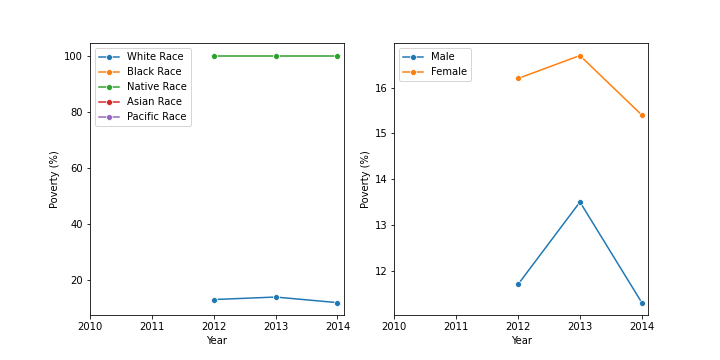 White Race
Black Race
Native Race
Asian Race
Pacific Race
100
80
60
40
20
Poverty (%)
2010 2011 2012 2013 2014
Year
Male
Female
16
15
14
13
12
Poverty (%)
2010 2011 2012 2013 2014
Year